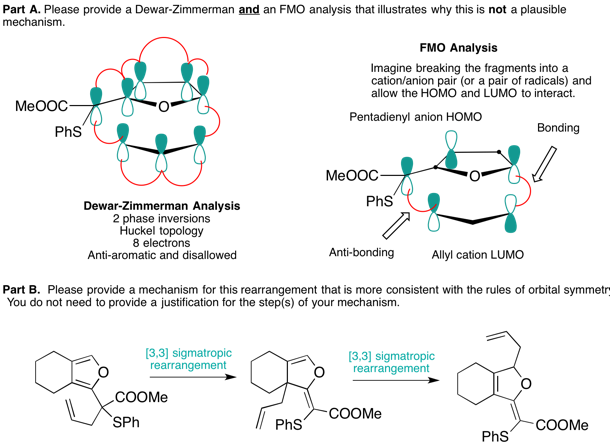 Part A. Please provide a Dewar-Zimmerman and an FMO analysis that illustrates why this is not a plausible
mechanism.
FMO Analysis
Imagine breaking the fragments into a
cation/anion pair (or a pair of radicals) and
allow the HOMO and LUMO to interact.
Pentadienyl anion HOMO
Bonding
MeOOC
O
PhS
MeOOC
O
PhS
Dewar-Zimmerman Analysis
2 phase inversions
Huckel topology
8 electrons
Anti-aromatic and disallowed
Anti-bonding
Allyl cation LUMO
Part B. Please provide a mechanism for this rearrangement that is more consistent with the rules of orbital symmetry
You do not need to provide a justification for the step(s) of your mechanism.
[3,3] sigmatropic
rearrangement
[3,3] sigmatropic
rearrangement
O
COOMe
SPh
O
PhS
COOMe
O
PhS
COOMe